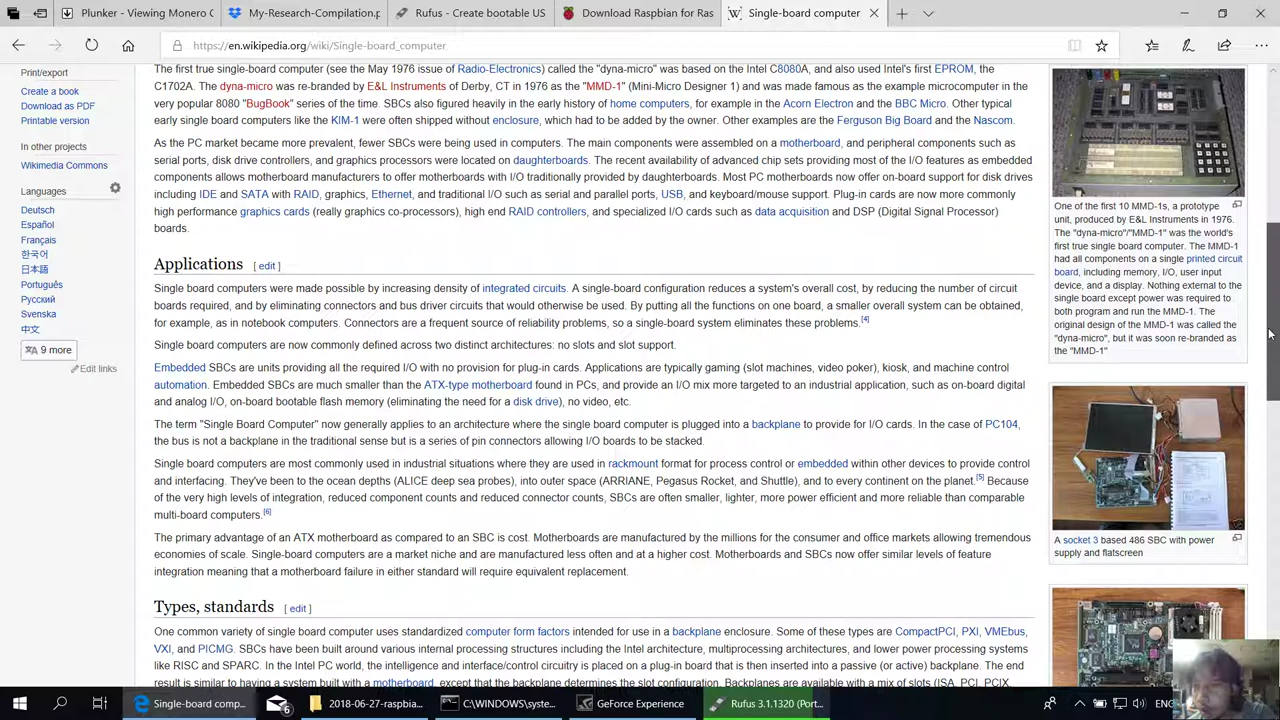 Plunker - Viewing Monero C
My-Research-Compilation.p
Rufus - Create bootable US
Download Raspbian for Ras
W Single-board computer
https://en.wikipedia.org/wiki/Single-board_computer
Print/export
Create a book
Download as PDF
Printable version
In other projects
Wikimedia Commons
Languages
Deutsch
Español
Français
한국어
日本語
Português
Русский
Svenska
中文
9 more
Edit links
The first true single-board computer (see the May 1976 issue of Radio-Electronics) called the "dyna-micro" was based on the Intel C8080A, and also used Intel's first EPROM, the
C1702A. The dyna-micro was re-branded by E&L Instruments of Derby, CT in 1976 as the "MMD-1" (Mini-Micro Designer 1) and was made famous as the example microcomputer in the
very popular 8080 "BugBook" series of the time. SBCs also figured heavily in the early history of home computers, for example in the Acorn Electron and the BBC Micro. Other typical
early single board computers like the KIM-1 were often shipped without enclosure, which had to be added by the owner. Other examples are the Ferguson Big Board and the Nascom.
As the PC market became more prevalent, fewer SBCs were being used in computers. The main components were assembled on a motherboard, and peripheral components such as
serial ports, disk drive controllers, and graphics processors were located on daughterboards. The recent availability of advanced chip sets providing most of the I/O features as embedded
components allows motherboard manufacturers to offer motherboards with I/O traditionally provided by daughterboards. Most PC motherboards now offer on-board support for disk drives
including IDE and SATA with RAID, graphics, Ethernet, and traditional I/O such as serial and parallel ports, USB, and keyboard/mouse support. Plug-in cards are now more commonly
high performance graphics cards (really graphics co-processors), high end RAID controllers, and specialized I/O cards such as data acquisition and DSP (Digital Signal Processor)
boards.
Applications [ edit ]
Single board computers were made possible by increasing density of integrated circuits. A single-board configuration reduces a system's overall cost, by reducing the number of circuit
boards required, and by eliminating connectors and bus driver circuits that would otherwise be used. By putting all the functions on one board, a smaller overall system can be obtained,
for example, as in notebook computers. Connectors are a frequent source of reliability problems, so a single-board system eliminates these problems.[4]
Single board computers are now commonly defined across two distinct architectures: no slots and slot support.
Embedded SBCs are units providing all the required I/O with no provision for plug-in cards. Applications are typically gaming (slot machines, video poker), kiosk, and machine control
automation. Embedded SBCs are much smaller than the ATX-type motherboard found in PCs, and provide an I/O mix more targeted to an industrial application, such as on-board digital
and analog I/O, on-board bootable flash memory (eliminating the need for a disk drive), no video, etc.
The term "Single Board Computer" now generally applies to an architecture where the single board computer is plugged into a backplane to provide for I/O cards. In the case of PC104,
the bus is not a backplane in the traditional sense but is a series of pin connectors allowing I/O boards to be stacked.
Single board computers are most commonly used in industrial situations where they are used in rackmount format for process control or embedded within other devices to provide control
and interfacing. They've been to the ocean depths (ALICE deep sea probes), into outer space (ARRIANE, Pegasus Rocket, and Shuttle), and to every continent on the planet.[5] Because
of the very high levels of integration, reduced component counts and reduced connector counts, SBCs are often smaller, lighter, more power efficient and more reliable than comparable
multi-board computers.[6]
The primary advantage of an ATX motherboard as compared to an SBC is cost. Motherboards are manufactured by the millions for the consumer and office markets allowing tremendous
economies of scale. Single-board computers are a market niche and are manufactured less often and at a higher cost. Motherboards and SBCs now offer similar levels of feature
integration meaning that a motherboard failure in either standard will require equivalent replacement.
Types, standards [ edit ]
One common variety of single board computer uses standardized computer form factors intended for use in a backplane enclosure. Some of these types are CompactPCI, PXI, VMEbus,
VXI, and PICMG. SBCs have been built around various internal processing structures including the Intel architecture, multiprocessing architectures, and lower power processing systems
like RISC and SPARC. In the Intel PC world, the intelligence and interface/control circuitry is placed on a plug-in board that is then inserted into a passive (or active) backplane. The end
result is similar to having a system built with a motherboard, except that the backplane determines the slot configuration. Backplanes are available with a mix of slots (ISA, PCI, PCIX,
One of the first 10 MMD-1s, a prototype
unit, produced by E&L Instruments in 1976.
The "dyna-micro"/"MMD-1" was the world's
first true single board computer. The MMD-1
had all components on a single printed circuit
board, including memory, I/O, user input
device, and a display. Nothing external to the
single board except power was required to
both program and run the MMD-1. The
original design of the MMD-1 was called the
"dyna-micro", but it was soon re-branded as
the "MMD-1"
A socket 3 based 486 SBC with power
supply and flatscreen
Single-board comp...
6
2018-06-27-raspbia...
C:\WINDOWS\syste...
GeForce Experience
Rufus 3.1.1320 (Port...
ENG